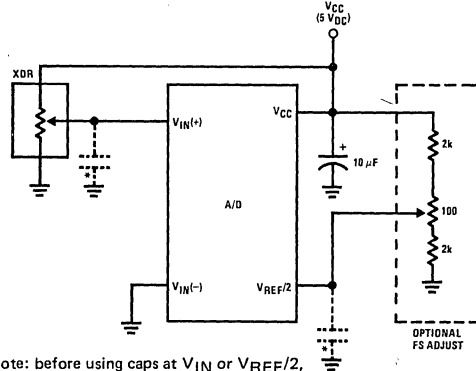 VCC
(5 VDC)
XDR
VIN(+)
VCC
2k
+
10 µF
*
A/D
100
2k
VIN(−)
VREF/2
*
OPTIONAL
FS ADJUST
ote: before using caps at VIN or VREF/2,